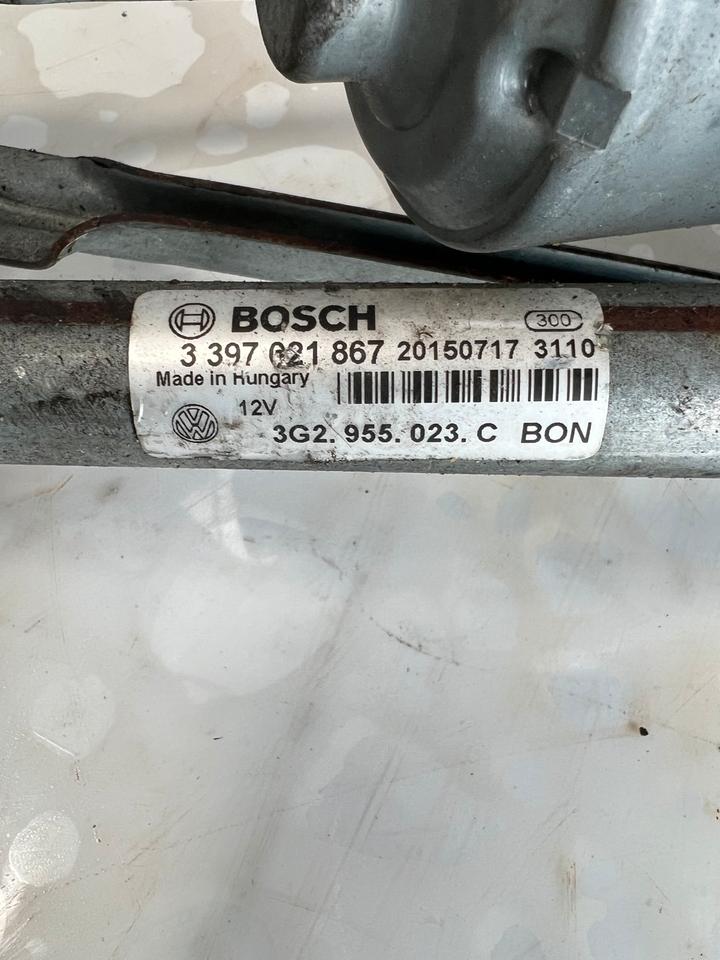 BOSCH 300
3 397 021 867 20150717 3110
Made in Hungary
12V
3G2. 955. 023. C BON